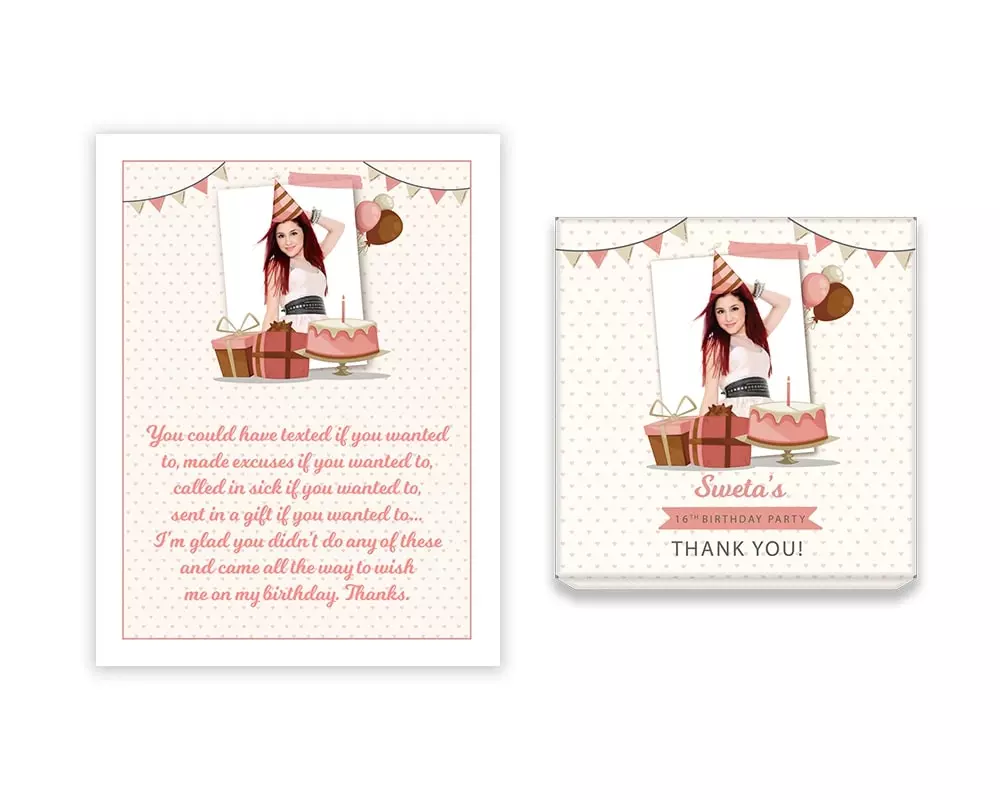 You could have texted if you wanted
to, made excuses if you wanted to,
called in sick if you wanted to,
sent in a gift if you wanted to...
I'm glad you didn't do any of these
and came all the way to wish
me on my birthday. Thanks.
Sweta's
16TH BIRTHDAY PARTY
THANK YOU!